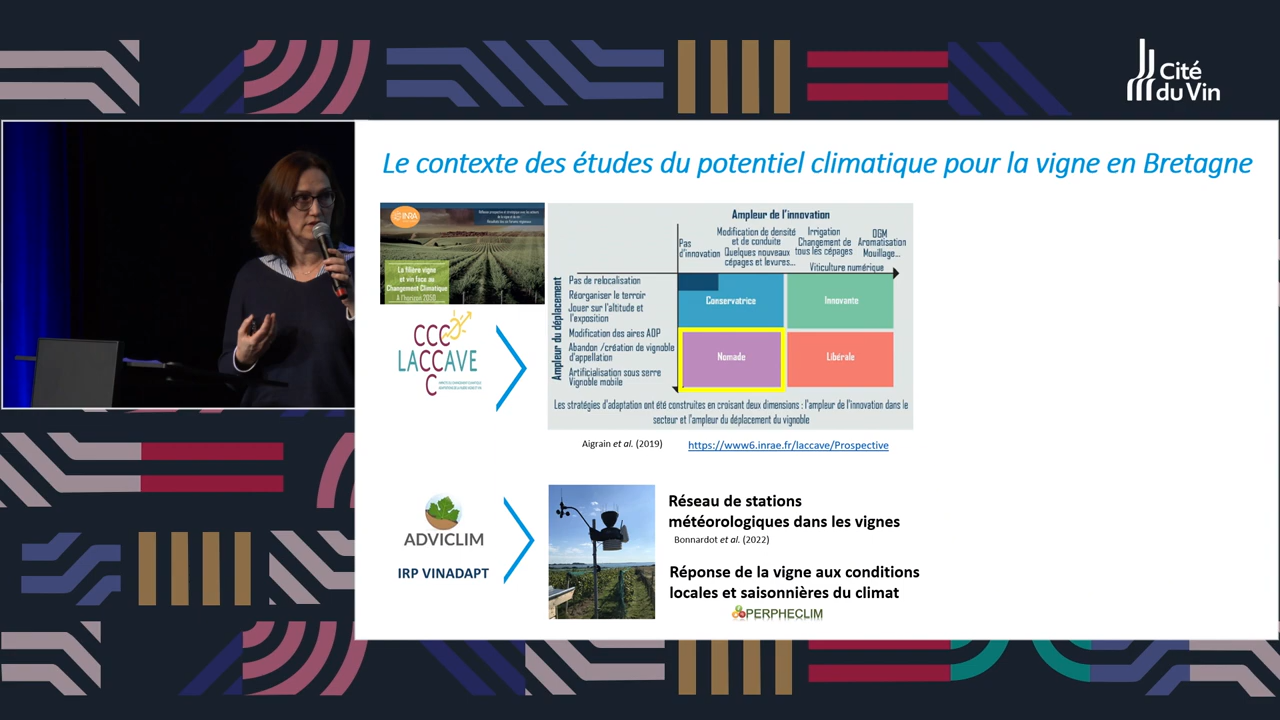 Cité
du Vin
Le contexte des études du potentiel climatique pour la vigne en Bretagne
INRA
La filière vigne
et vin face au
Changement Climatique
à l'horizon 2050
CCC
LACCAVE
C
Ampleur de l'innovation
Pas
d'innovation
Modification de densité
et de conduite
Quelques nouveaux
cépages et levures...
Irrigation
Changement de
tous les cépages
OGM
Aromatisation
Mouillage...
Viticulture numérique
Ampleur du déplacement
Pas de relocalisation
Réorganiser le terroir
Jouer sur l'altitude et
l'exposition
Modification des aires AOP
Abandon /création de vignoble
d'appellation
Artificialisation sous serre
Vignoble mobile
Conservatrice
Innovante
Nomade
Libérale
Les stratégies d'adaptation ont été construites en croisant deux dimensions : l'ampleur de l'innovation dans le
secteur et l'ampleur du déplacement du vignoble
Aigrain et al. (2019)
https://www6.inrae.fr/laccave/Prospective
ADVICLIM
IRP VINADAPT
Réseau de stations
météorologiques dans les vignes
Bonnardot et al. (2022)
Réponse de la vigne aux conditions
locales et saisonnières du climat
PERPHECLIM